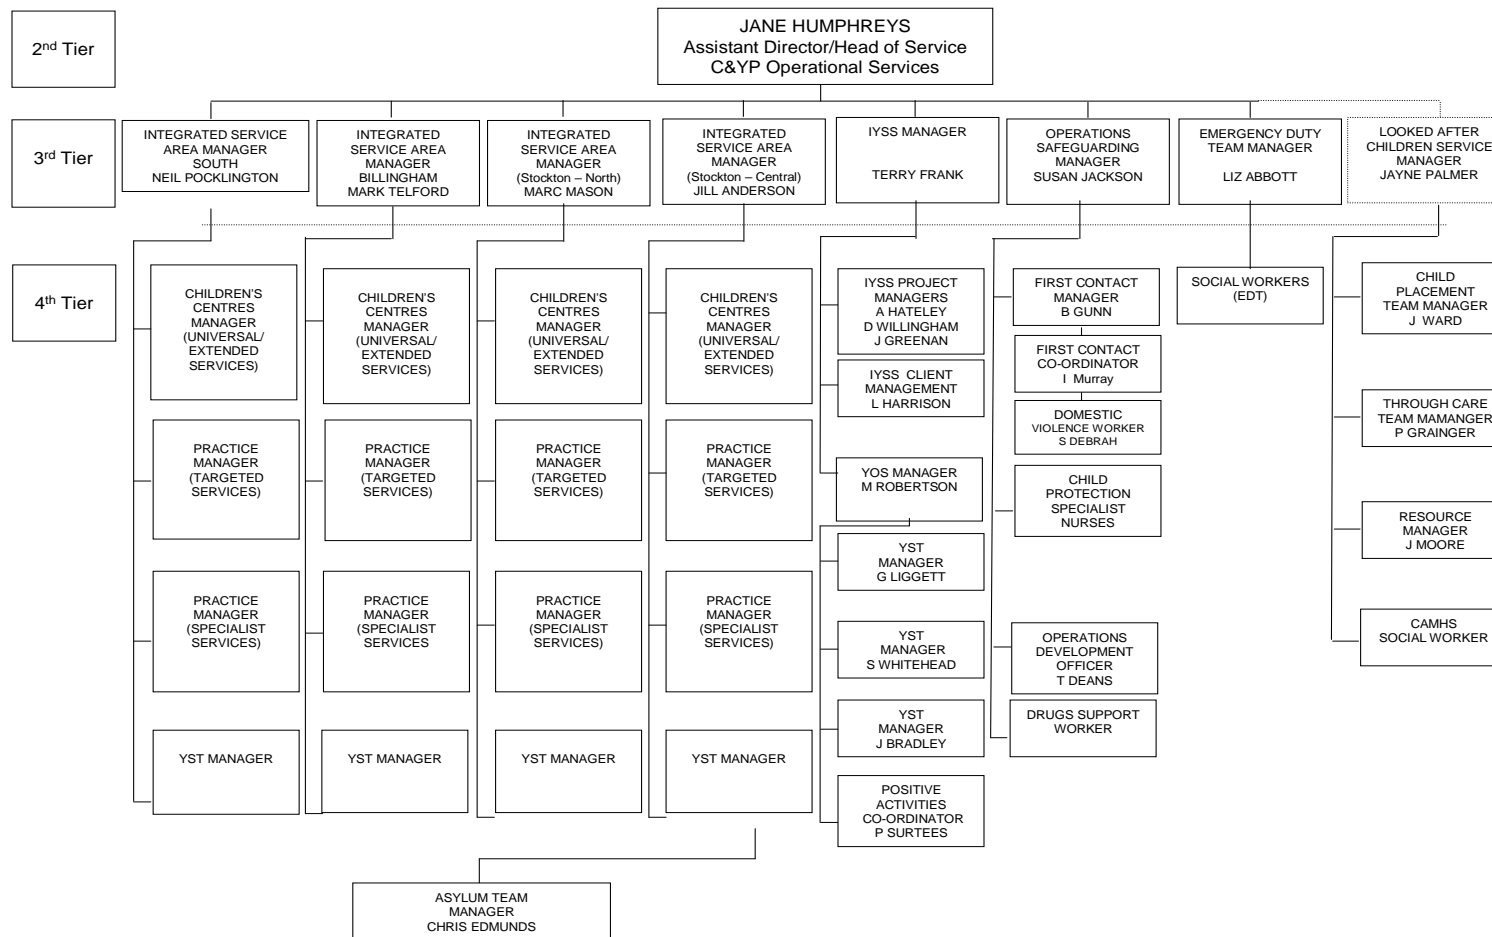 2nd Tier
JANE HUMPHREYS
Assistant Director/Head of Service
C&YP Operational Services
3rd Tier
INTEGRATED SERVICE
AREA MANAGER
SOUTH
NEIL POCKLINGTON
INTEGRATED
SERVICE AREA
MANAGER
BILLINGHAM
MARK TELFORD
INTEGRATED
SERVICE AREA
MANAGER
(Stockton – North)
MARC MASON
INTEGRATED
SERVICE AREA
MANAGER
(Stockton – Central)
JILL ANDERSON
IYSS MANAGER
TERRY FRANK
OPERATIONS
SAFEGUARDING
MANAGER
SUSAN JACKSON
EMERGENCY DUTY
TEAM MANAGER
LIZ ABBOTT
LOOKED AFTER
CHILDREN SERVICE
MANAGER
JAYNE PALMER
4th Tier
CHILDREN'S
CENTRES
MANAGER
(UNIVERSAL/
EXTENDED
SERVICES)
PRACTICE
MANAGER
(TARGETED
SERVICES)
PRACTICE
MANAGER
(SPECIALIST
SERVICES)
YST MANAGER
CHILDREN'S
CENTRES
MANAGER
(UNIVERSAL/
EXTENDED
SERVICES)
PRACTICE
MANAGER
(TARGETED
SERVICES)
PRACTICE
MANAGER
(SPECIALIST
SERVICES
YST MANAGER
CHILDREN'S
CENTRES
MANAGER
(UNIVERSAL/
EXTENDED
SERVICES)
PRACTICE
MANAGER
(TARGETED
SERVICES)
PRACTICE
MANAGER
(SPECIALIST
SERVICES)
YST MANAGER
CHILDREN'S
CENTRES
MANAGER
(UNIVERSAL/
EXTENDED
SERVICES)
PRACTICE
MANAGER
(TARGETED
SERVICES)
PRACTICE
MANAGER
(SPECIALIST
SERVICES)
YST MANAGER
IYSS PROJECT
MANAGERS
A HATELEY
D WILLINGHAM
J GREENAN
IYSS CLIENT
MANAGEMENT
L HARRISON
YOS MANAGER
M ROBERTSON
YST
MANAGER
G LIGGETT
YST
MANAGER
S WHITEHEAD
YST
MANAGER
J BRADLEY
POSITIVE
ACTIVITIES
CO-ORDINATOR
P SURTEES
FIRST CONTACT
MANAGER
B GUNN
FIRST CONTACT
CO-ORDINATOR
I Murray
DOMESTIC
VIOLENCE WORKER
S DEBRAH
CHILD
PROTECTION
SPECIALIST
NURSES
OPERATIONS
DEVELOPMENT
OFFICER
T DEANS
DRUGS SUPPORT
WORKER
SOCIAL WORKERS
(EDT)
CHILD
PLACEMENT
TEAM MANAGER
J WARD
THROUGH CARE
TEAM MAMANGER
P GRAINGER
RESOURCE
MANAGER
J MOORE
CAMHS
SOCIAL WORKER
ASYLUM TEAM
MANAGER
CHRIS EDMUNDS